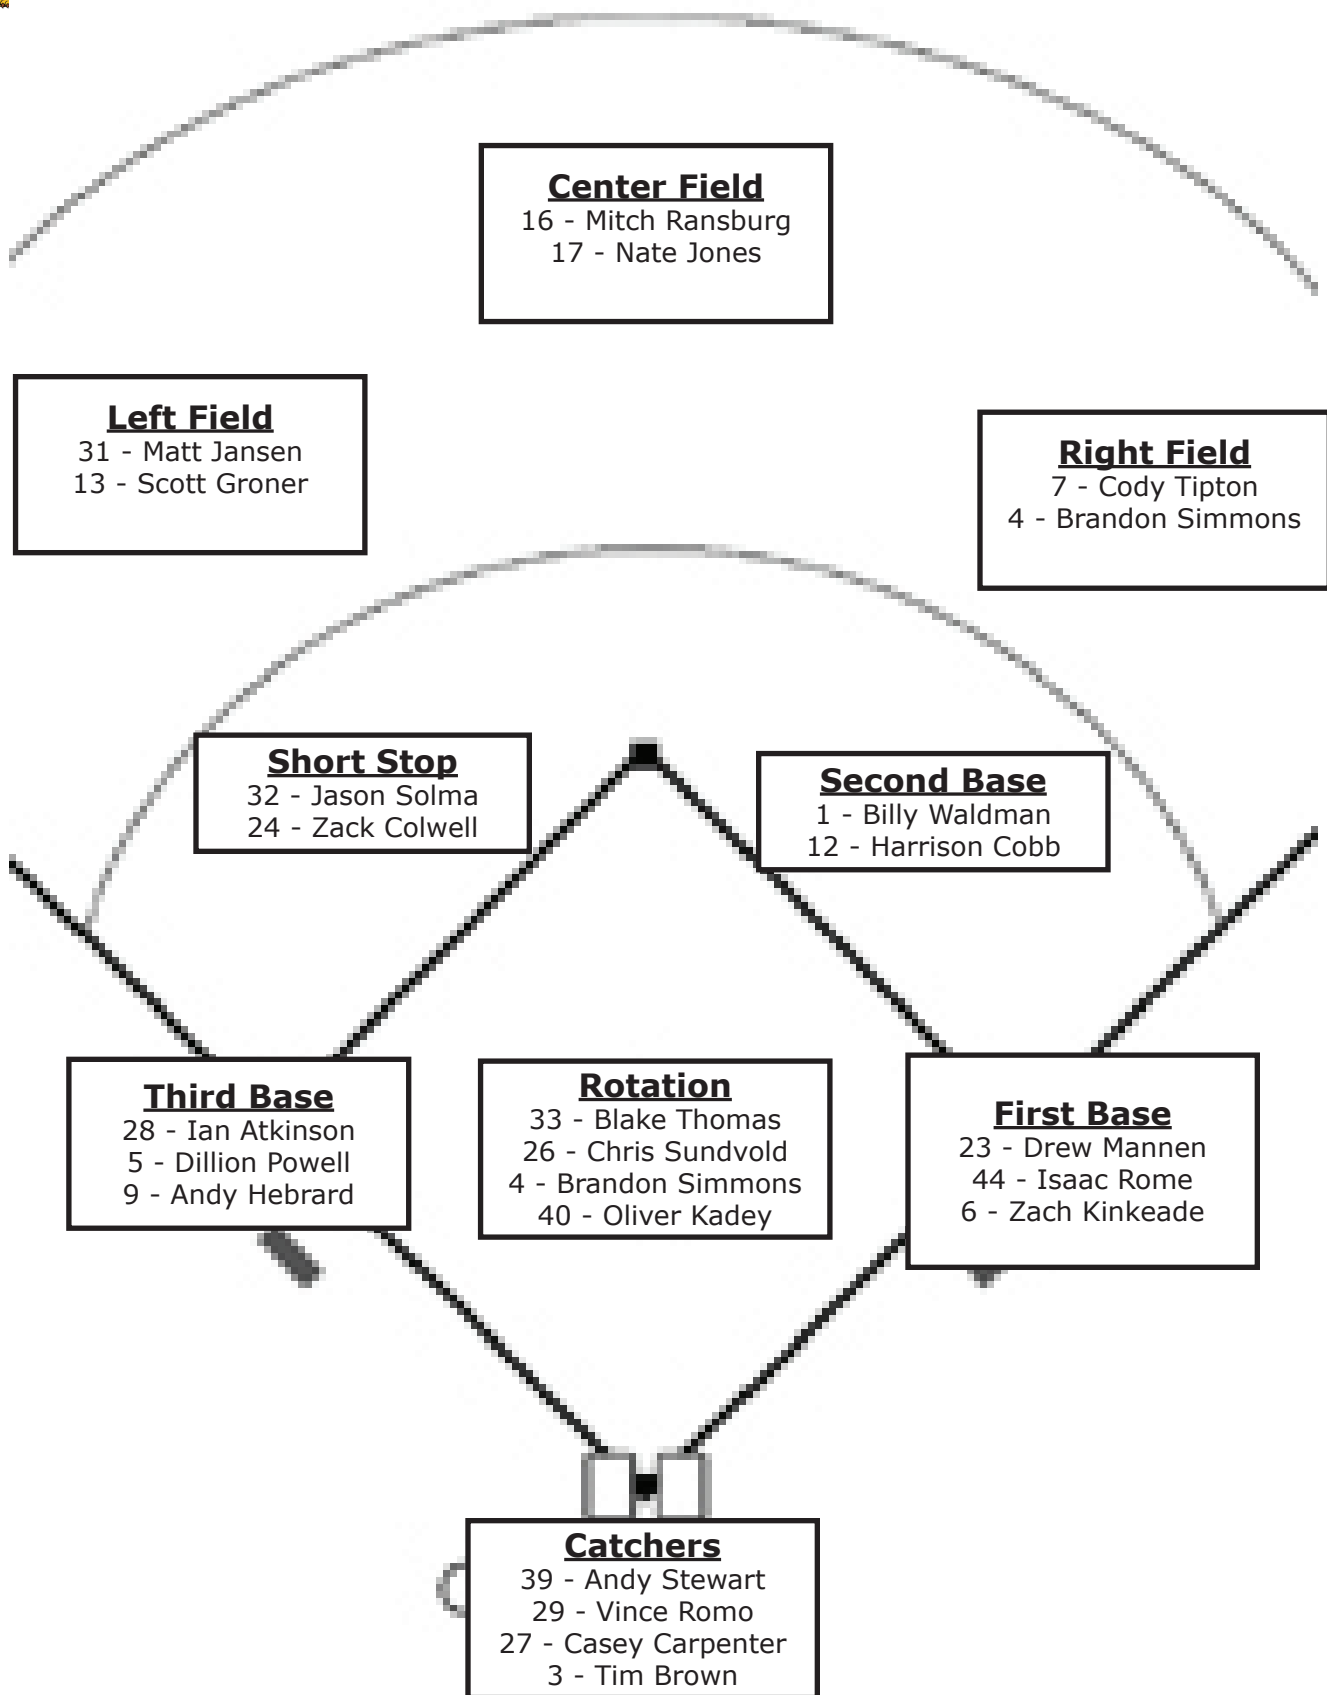 Center Field
16 - Mitch Ransburg
17 - Nate Jones
Left Field
31 - Matt Jansen
13 - Scott Groner
Right Field
7 - Cody Tipton
4 - Brandon Simmons
Short Stop
32 - Jason Solma
24 - Zack Colwell
Second Base
1 - Billy Waldman
12 - Harrison Cobb
Third Base
28 - Ian Atkinson
5 - Dillion Powell
9 - Andy Hebrard
Rotation
33 - Blake Thomas
26 - Chris Sundvold
4 - Brandon Simmons
40 - Oliver Kadey
First Base
23 - Drew Mannen
44 - Isaac Rome
6 - Zach Kinkeade
Catchers
39 - Andy Stewart
29 - Vince Romo
27 - Casey Carpenter
3 - Tim Brown